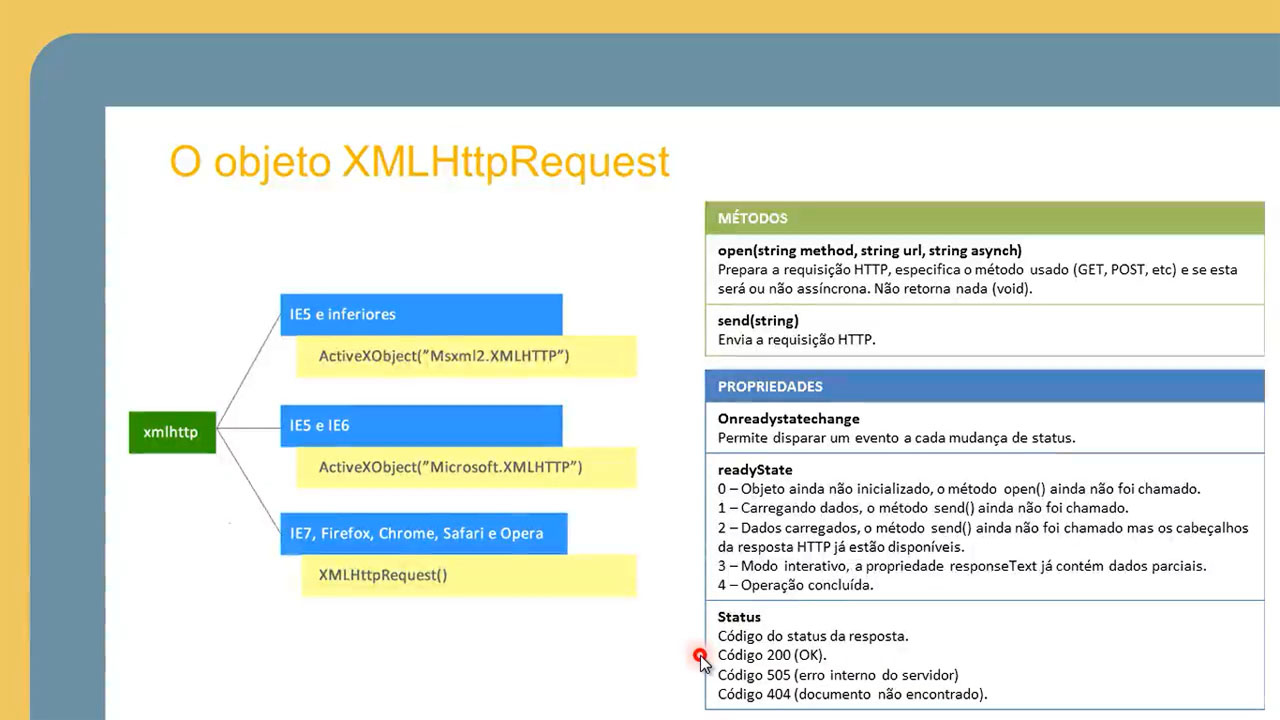 O objeto XMLHttpRequest
IE5 e inferiores
ActiveXObject("Msxml2.XMLHTTP")
xmlhttp
IE5 e IE6
ActiveXObject("Microsoft.XMLHTTP")
IE7, Firefox, Chrome, Safari e Opera
XMLHttpRequest()
MÉTODOS
open(string method, string url, string asynch)
Prepara a requisição HTTP, especifica o método usado (GET, POST, etc) e se esta
será ou não assíncrona. Não retorna nada (void).
send(string)
Envia a requisição HTTP.
PROPRIEDADES
Onreadystatechange
Permite disparar um evento a cada mudança de status.
readyState
0 – Objeto ainda não inicializado, o método open() ainda não foi chamado.
1 – Carregando dados, o método send() ainda não foi chamado.
2 – Dados carregados, o método send() ainda não foi chamado mas os cabeçalhos
da resposta HTTP já estão disponíveis.
3 – Modo interativo, a propriedade responseText já contém dados parciais.
4 – Operação concluída.
Status
Código do status da resposta.
Código 200 (OK).
Código 505 (erro interno do servidor)
Código 404 (documento não encontrado).